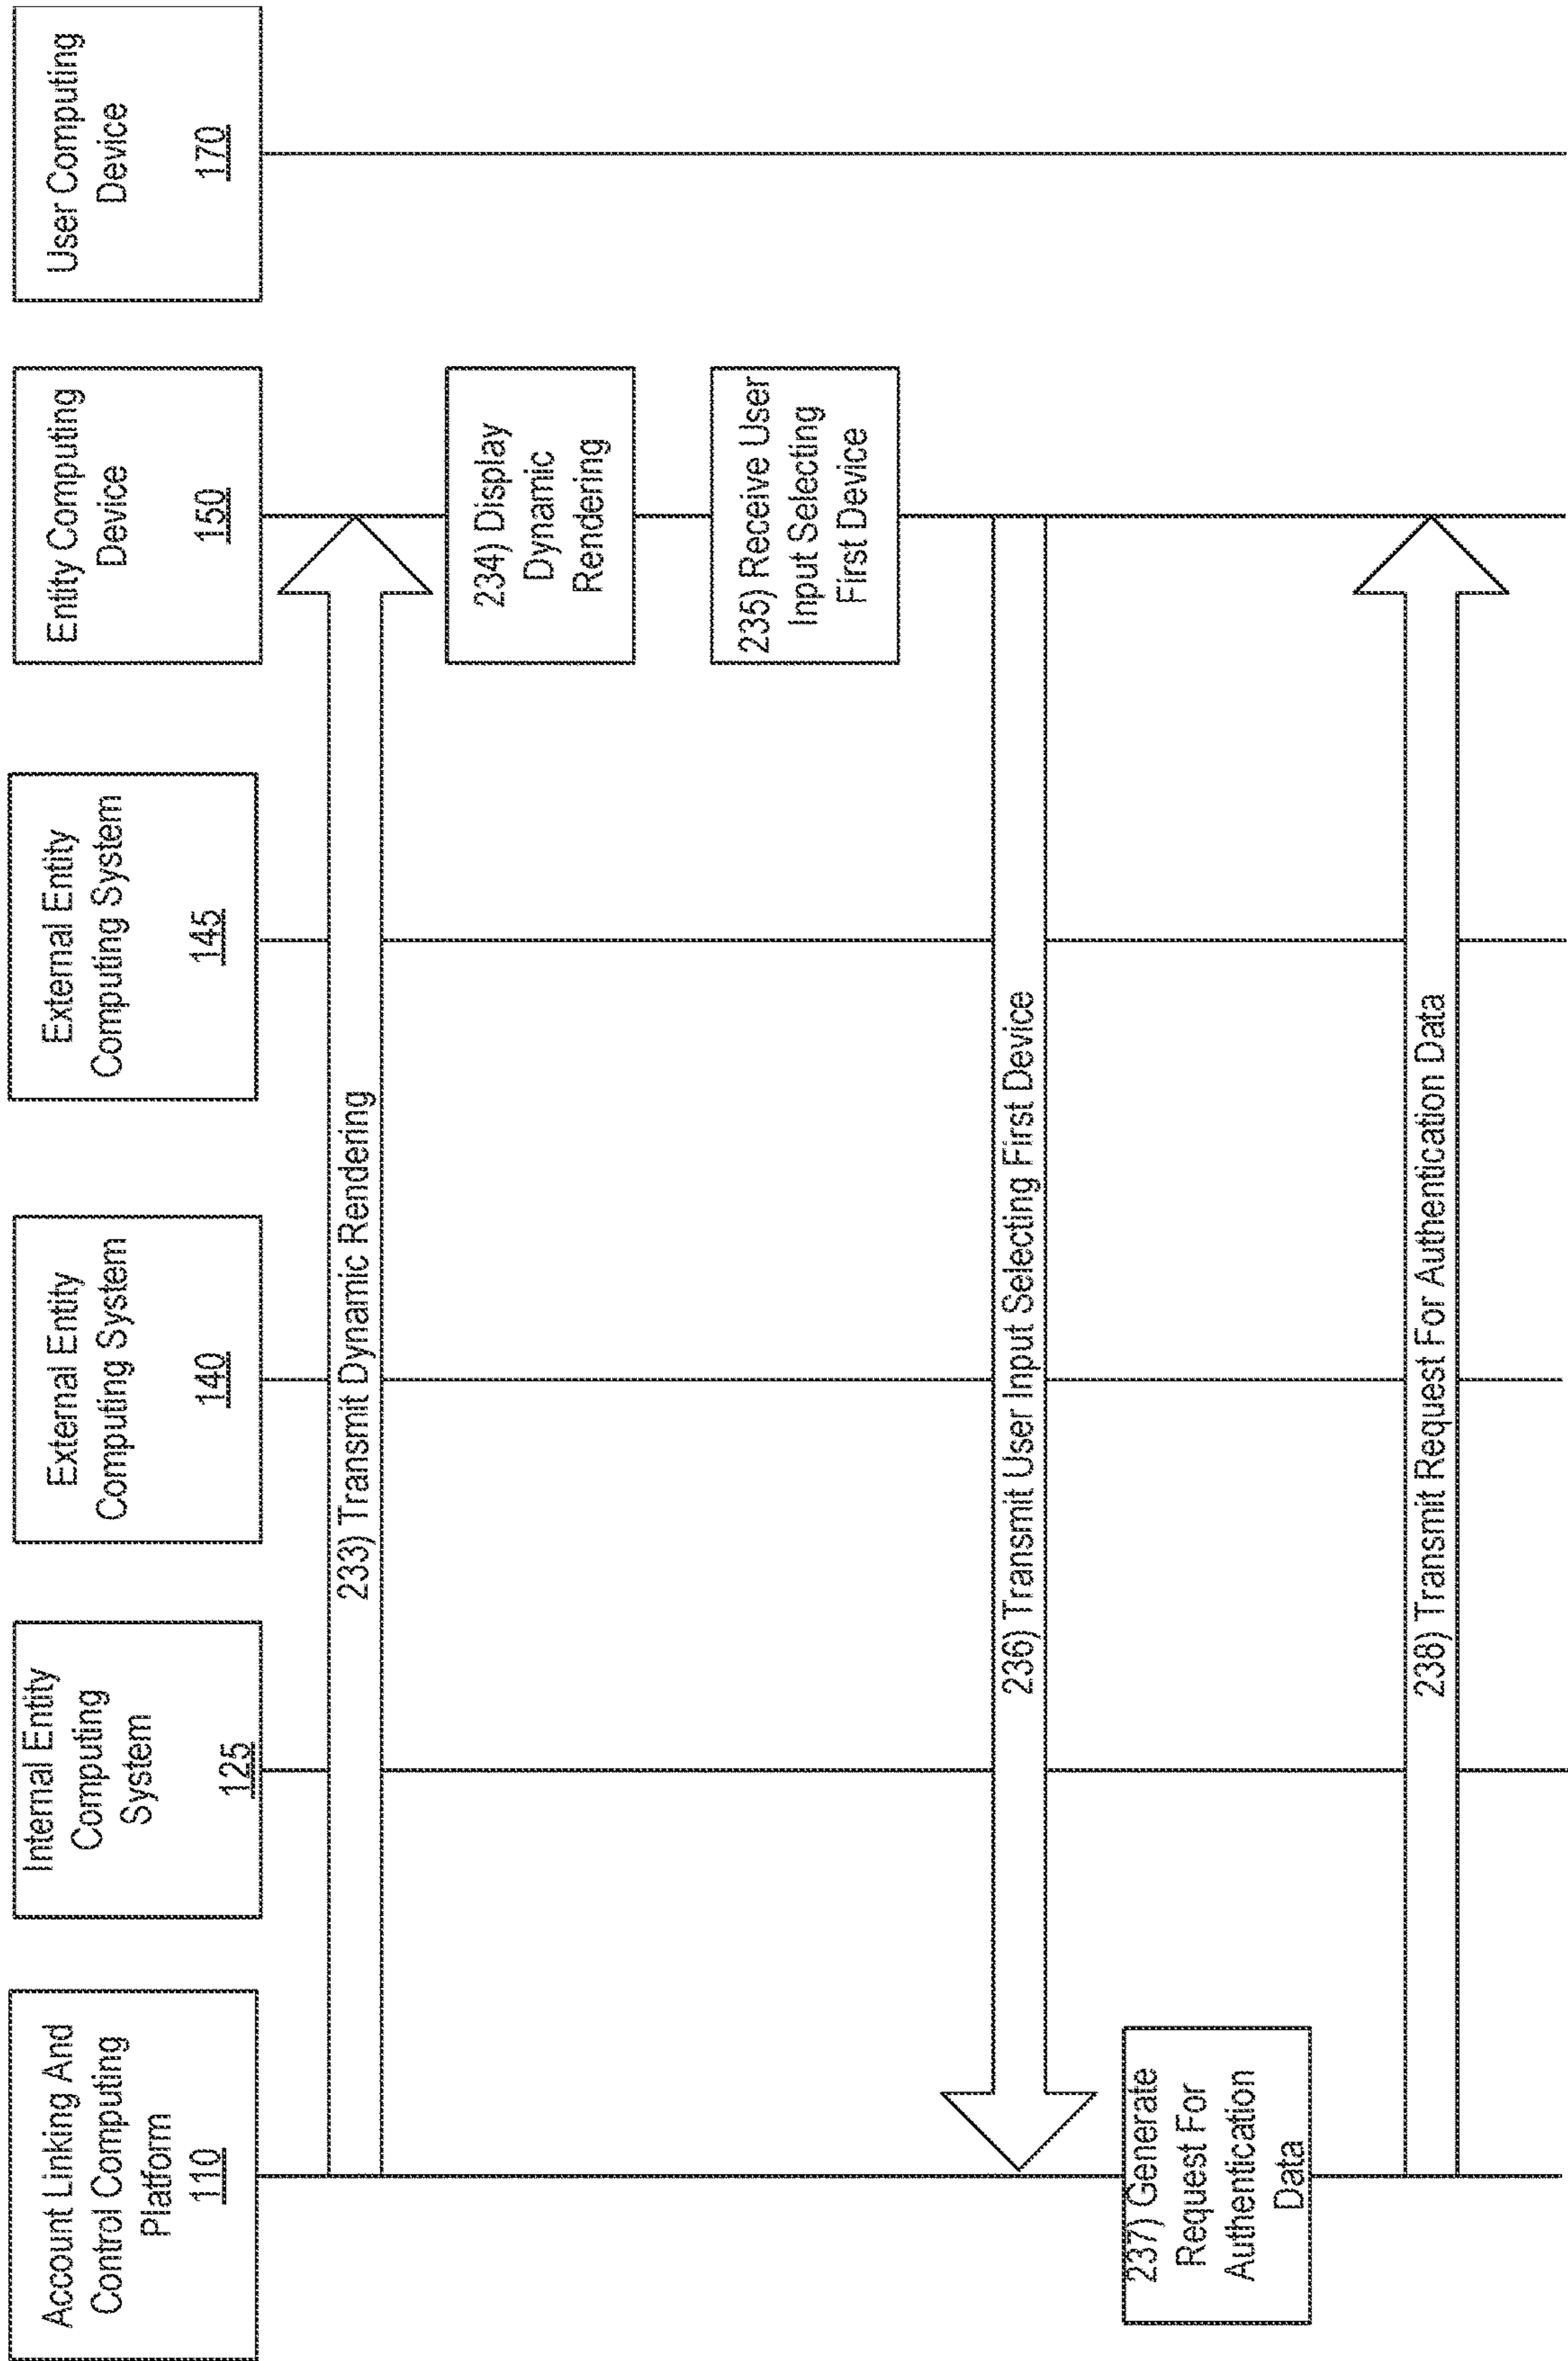 Account Linking And
Control Computing
Platform
110
Internal Entity
Computing
System
125
External Entity
Computing System
140
External Entity
Computing System
145
Entity Computing
Device
150
User Computing
Device
170
233) Transmit Dynamic Rendering
234) Display
Dynamic
Rendering
235) Receive User
Input Selecting
First Device
236) Transmit User Input Selecting First Device
237) Generate
Request For
Authentication
Data
238) Transmit Request For Authentication Data